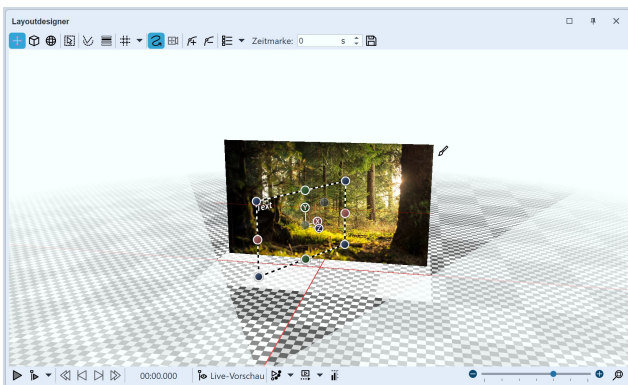 Layoutdesigner
Zeitmarke: 0 s
Text
Y
X
Z
00:00.000 Live-Vorschau